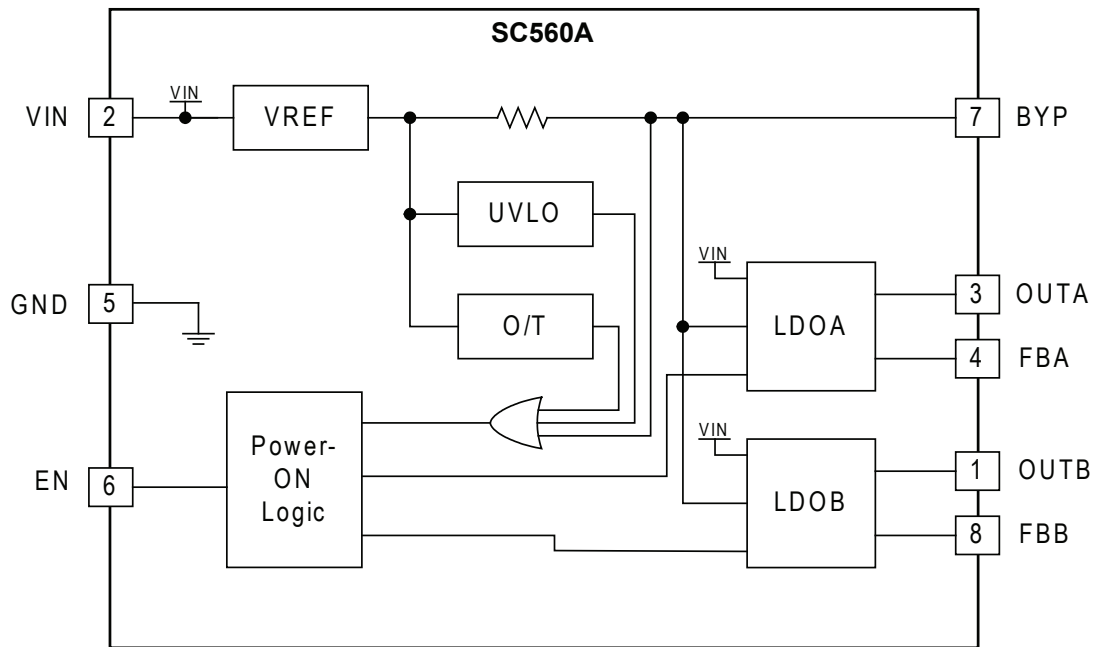 SC560A
VIN
VIN 2 VREF 7 BYP
UVLO
VIN
GND 5 O/T LDOA 3 OUTA
4 FBA
VIN
EN 6 Power-
ON
Logic
LDOB 1 OUTB
8 FBB